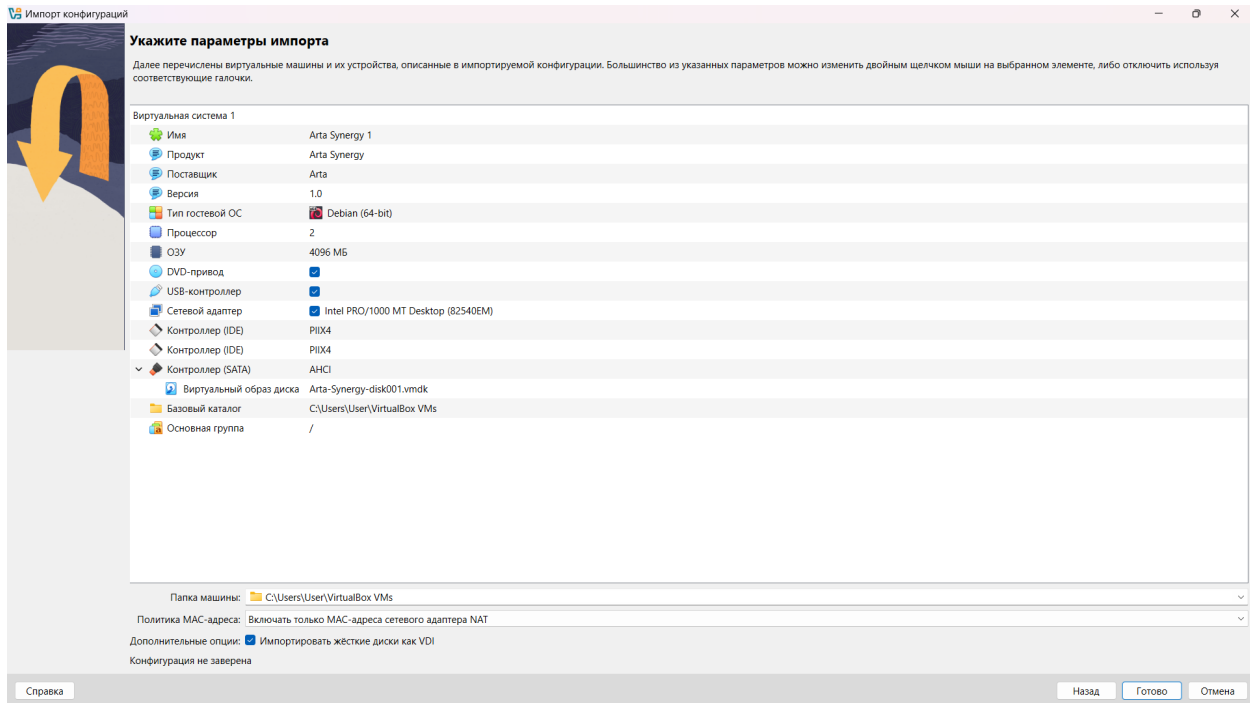 Импорт конфигураций
Укажите параметры импорта
Далее перечислены виртуальные машины и их устройства, описанные в импортируемой конфигурации. Большинство из указанных параметров можно изменить двойным щелчком мыши на выбранном элементе, либо отключить используя
соответствующие галочки.
Виртуальная система 1
Имя Arta Synergy 1
Продукт Arta Synergy
Поставщик Arta
Версия 1.0
Тип гостевой ОС Debian (64-bit)
Процессор 2
ОЗУ 4096 МБ
DVD-привод
USB-контроллер
Сетевой адаптер Intel PRO/1000 MT Desktop (82540EM)
Контроллер (IDE) PIIX4
Контроллер (IDE) PIIX4
Контроллер (SATA) AHCI
Виртуальный образ диска Arta-Synergy-disk001.vmdk
Базовый каталог C:\Users\User\VirtualBox VMs
Основная группа /
Папка машины: C:\Users\User\VirtualBox VMs
Политика MAC-адреса: Включать только MAC-адреса сетевого адаптера NAT
Дополнительные опции: Импортировать жёсткие диски как VDI
Конфигурация не заверена
Справка Назад Готово Отмена